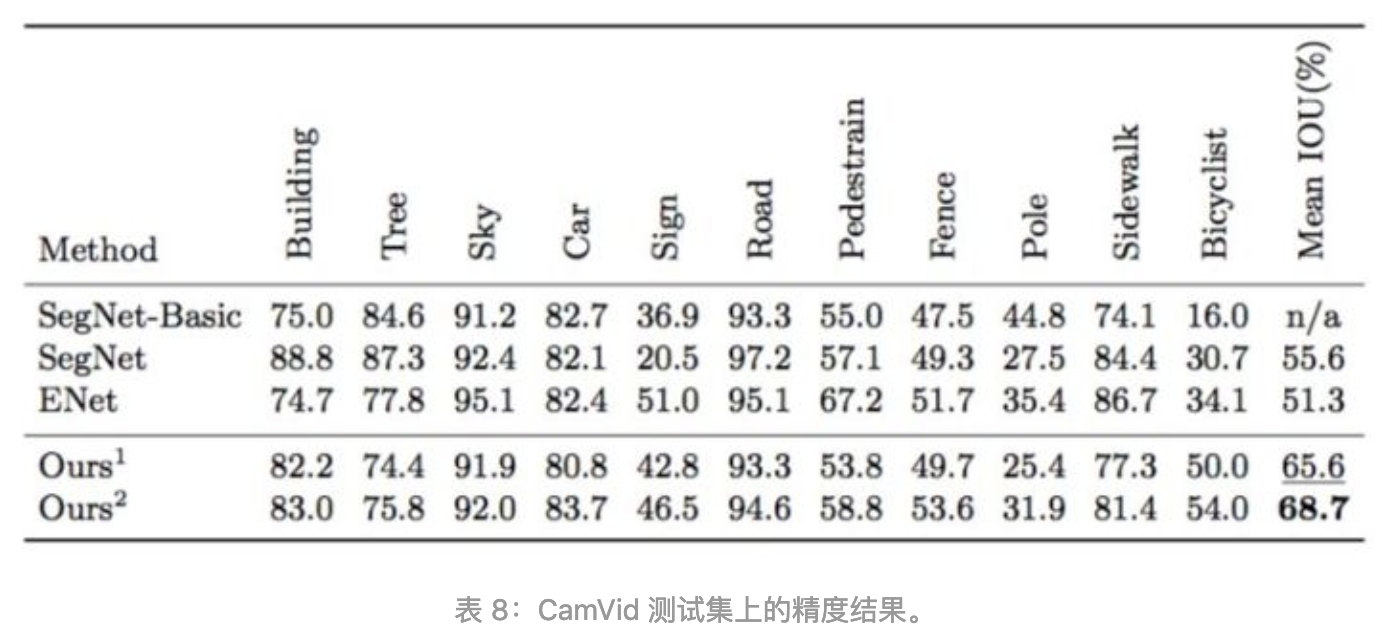 Method Building Tree Sky Car Sign Road Pedestrain Fence Pole Sidewalk Bicyclist Mean IOU(%)
SegNet-Basic 75.0 84.6 91.2 82.7 36.9 93.3 55.0 47.5 44.8 74.1 16.0 n/a
SegNet 88.8 87.3 92.4 82.1 20.5 97.2 57.1 49.3 27.5 84.4 30.7 55.6
ENet 74.7 77.8 95.1 82.4 51.0 95.1 67.2 51.7 35.4 86.7 34.1 51.3
Ours¹ 82.2 74.4 91.9 80.8 42.8 93.3 53.8 49.7 25.4 77.3 50.0 65.6
Ours² 83.0 75.8 92.0 83.7 46.5 94.6 58.8 53.6 31.9 81.4 54.0 68.7
表 8：CamVid 测试集上的精度结果。